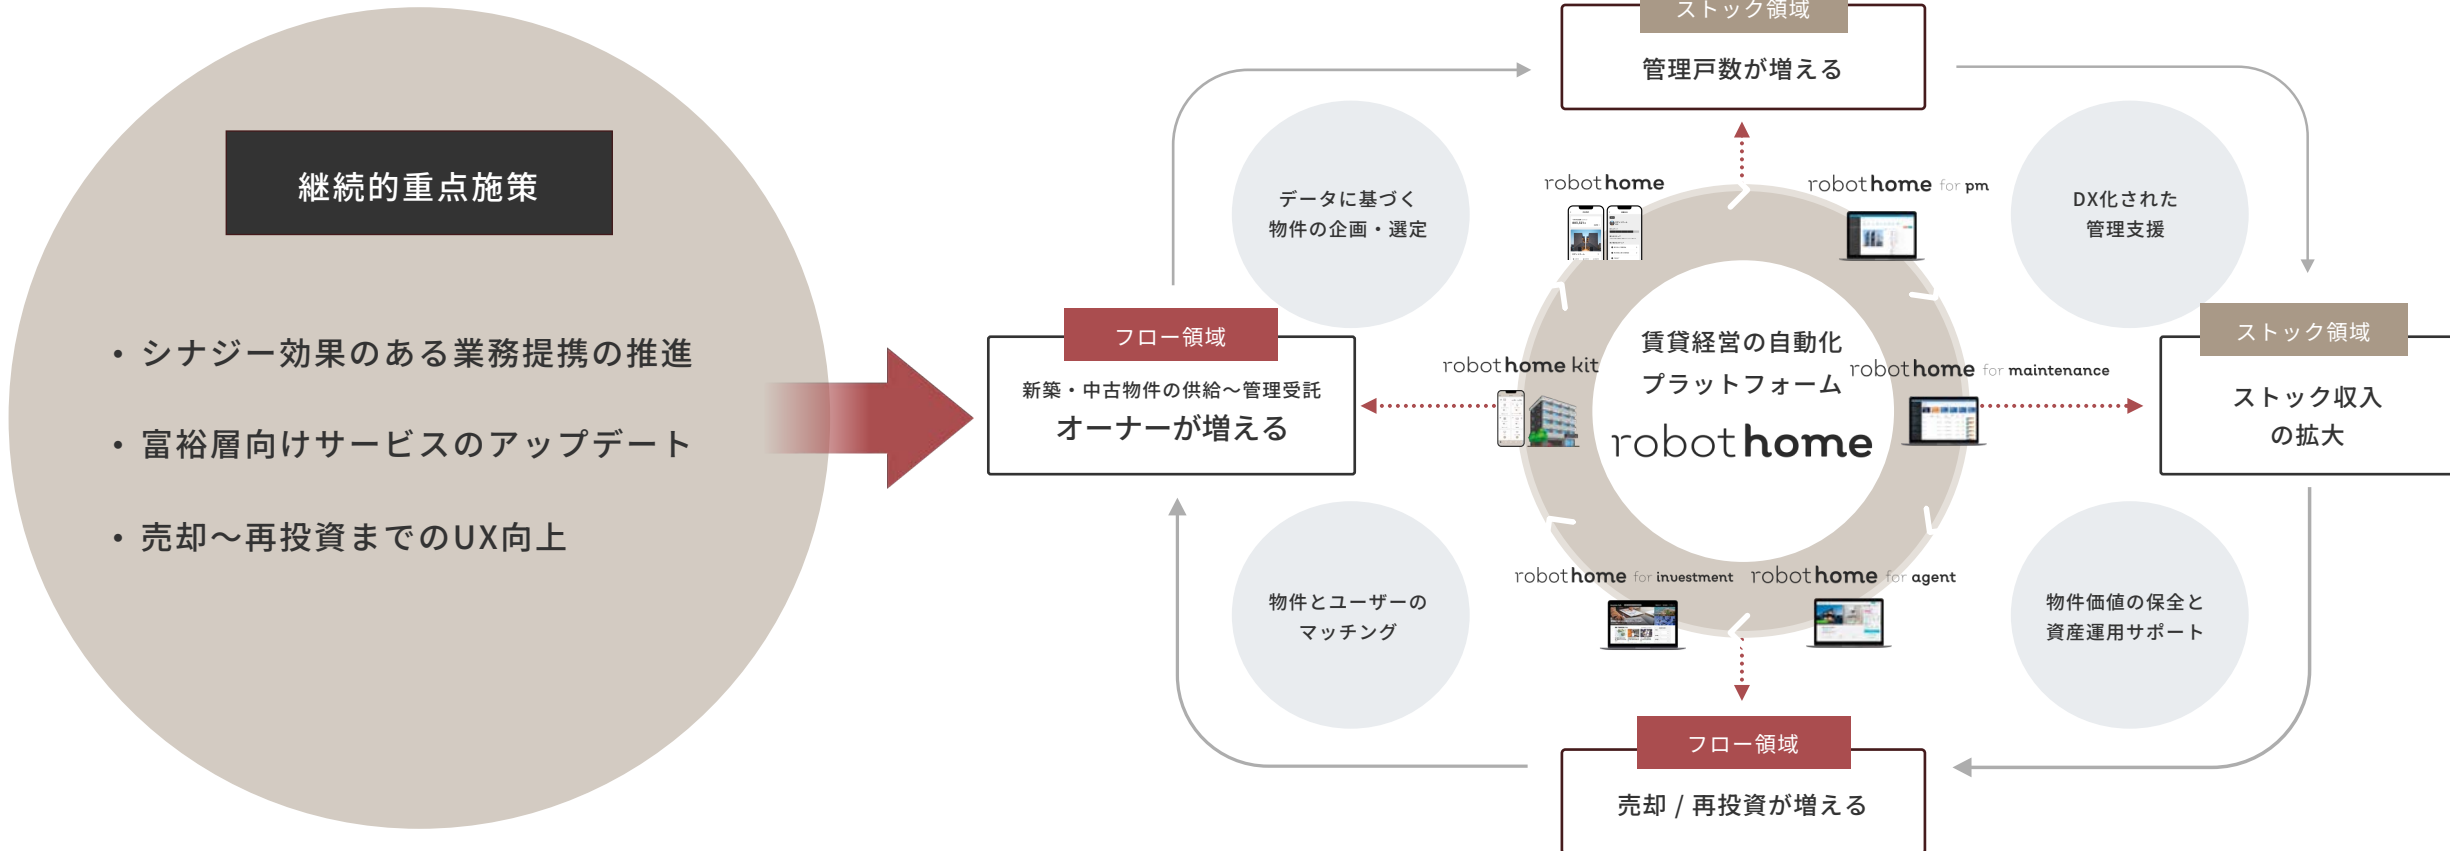 継続的重点施策
・シナジー効果のある業務提携の推進
・富裕層向けサービスのアップデート
・売却～再投資までのUX向上
ストック領域
管理戸数が増える
データに基づく
物件の企画・選定
robot home
robot home for pm
DX化された
管理支援
フロー領域
新築・中古物件の供給～管理受託
オーナーが増える
robot home kit
賃貸経営の自動化
プラットフォーム
robot home
robot home for maintenance
ストック領域
ストック収入
の拡大
物件とユーザーの
マッチング
robot home for investment
robot home for agent
物件価値の保全と
資産運用サポート
フロー領域
売却 / 再投資が増える